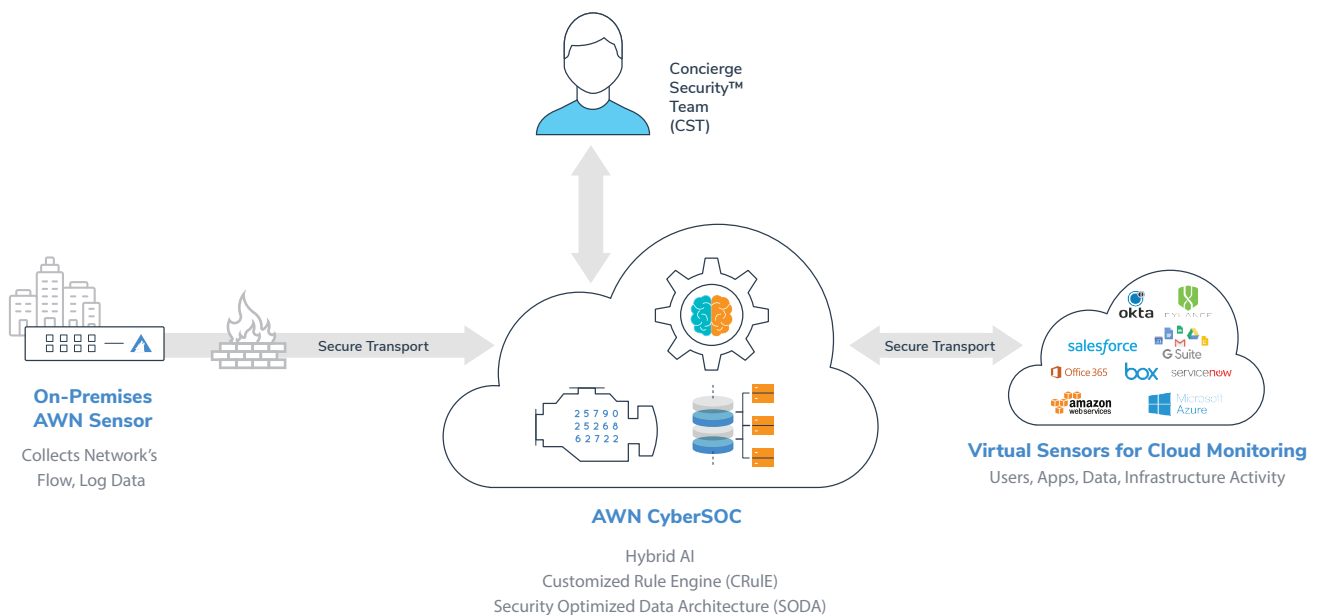 Concierge
Security™
Team
(CST)
Secure Transport
On-Premises
AWN Sensor
Collects Network's
Flow, Log Data
25790
25268
62722
AWN CyberSOC
Hybrid AI
Customized Rule Engine (CRulE)
Security Optimized Data Architecture (SODA)
Secure Transport
okta
CYLANCE
salesforce
G Suite
Office 365
box
servicenow
amazon
web services
Microsoft
Azure
Virtual Sensors for Cloud Monitoring
Users, Apps, Data, Infrastructure Activity